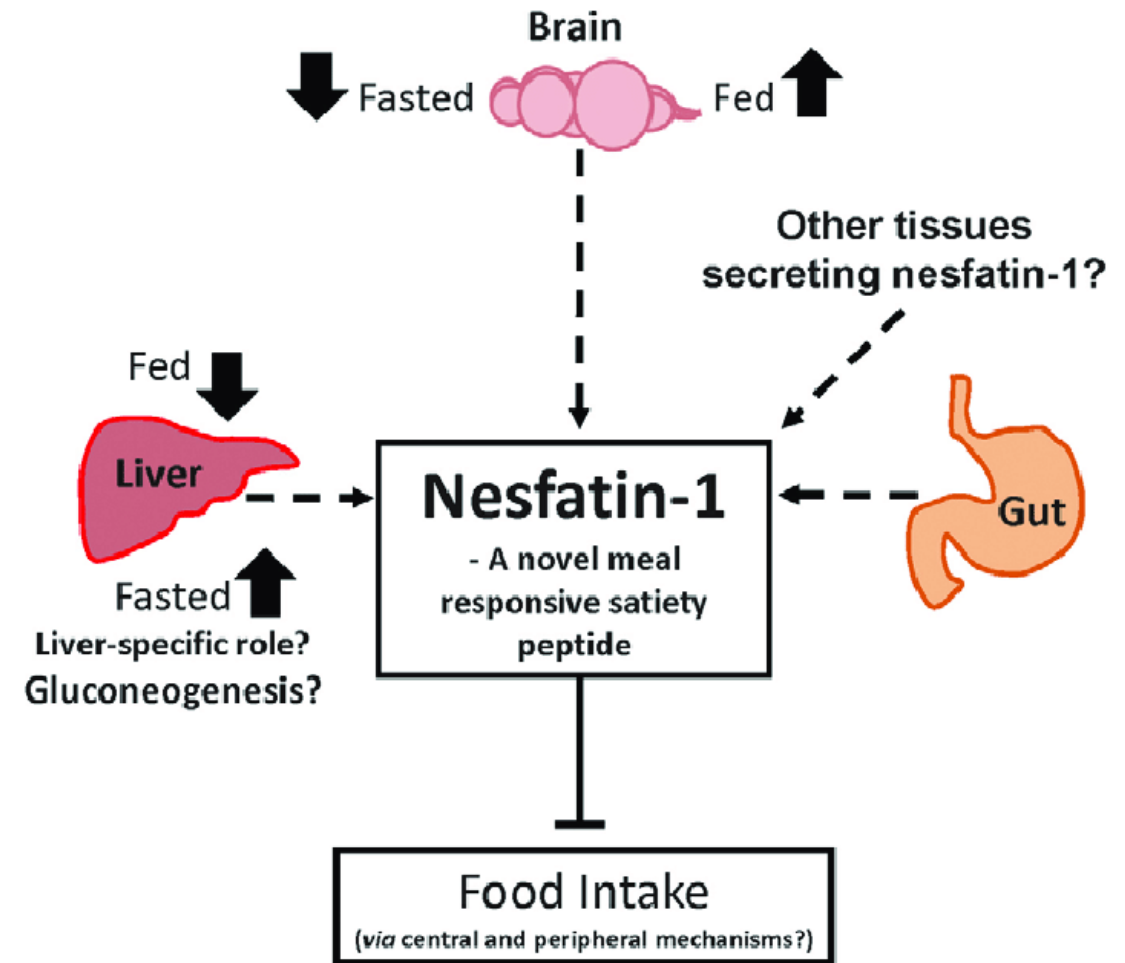 Brain
Fasted
Fed
Other tissues
secreting nesfatin-1?
Fed
Liver
Fasted
Liver-specific role?
Gluconeogenesis?
Nesfatin-1
- A novel meal
responsive satiety
peptide
Gut
Food Intake
(via central and peripheral mechanisms?)